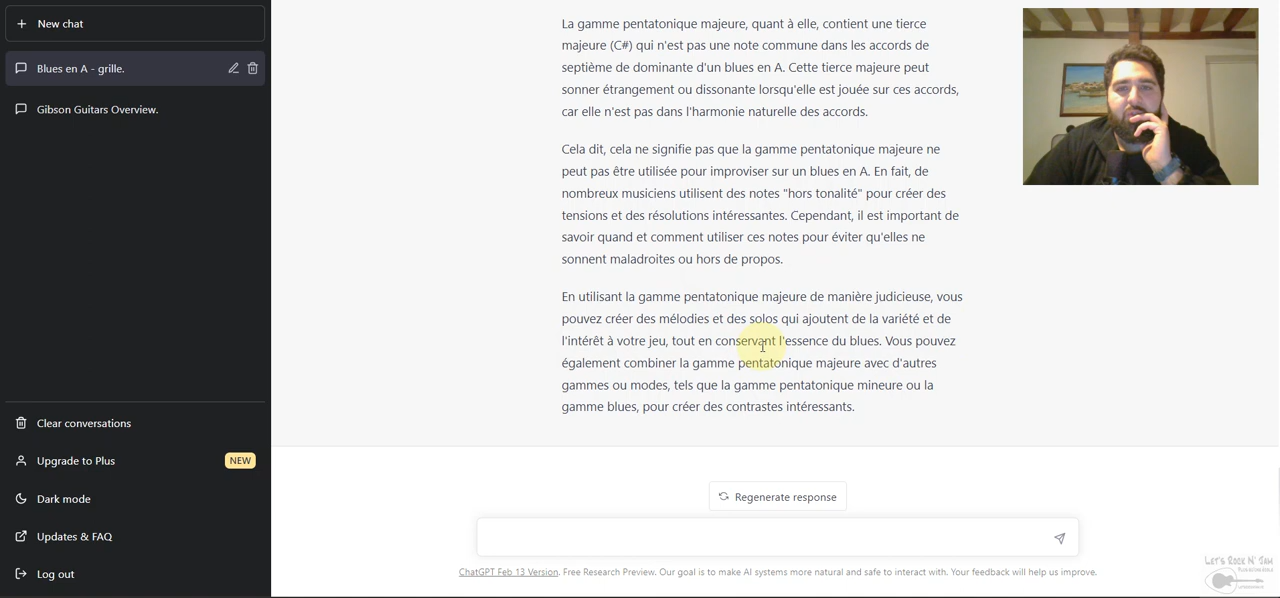 New chat
Blues en A - grille.
Gibson Guitars Overview.
Clear conversations
Upgrade to Plus
NEW
Dark mode
Updates & FAQ
Log out
La gamme pentatonique majeure, quant à elle, contient une tierce
majeure (C#) qui n'est pas une note commune dans les accords de
septième de dominante d'un blues en A. Cette tierce majeure peut
sonner étrangement ou dissonante lorsqu'elle est jouée sur ces accords,
car elle n'est pas dans l'harmonie naturelle des accords.
Cela dit, cela ne signifie pas que la gamme pentatonique majeure ne
peut pas être utilisée pour improviser sur un blues en A. En fait, de
nombreux musiciens utilisent des notes "hors tonalité" pour créer des
tensions et des résolutions intéressantes. Cependant, il est important de
savoir quand et comment utiliser ces notes pour éviter qu'elles ne
sonnent maladroites ou hors de propos.
En utilisant la gamme pentatonique majeure de manière judicieuse, vous
pouvez créer des mélodies et des solos qui ajoutent de la variété et de
l'intérêt à votre jeu, tout en conservant l'essence du blues. Vous pouvez
également combiner la gamme pentatonique majeure avec d'autres
gammes ou modes, tels que la gamme pentatonique mineure ou la
gamme blues, pour créer des contrastes intéressants.
Regenerate response
ChatGPT Feb 13 Version. Free Research Preview. Our goal is to make AI systems more natural and safe to interact with. Your feedback will help us improve.
LET'S ROCK N' JAM